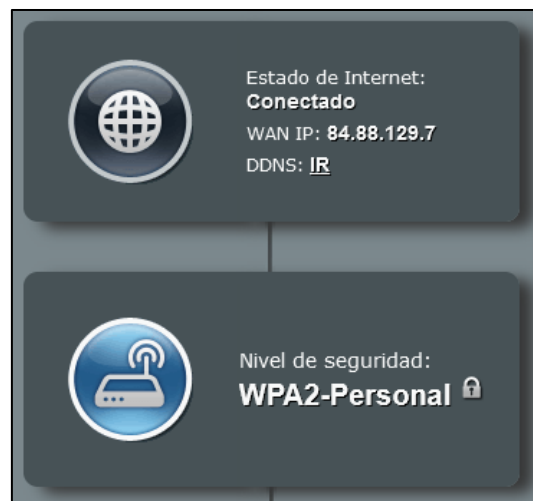 Estado de Internet:
Conectado
WAN IP: 84.88.129.7
DDNS: IR
Nivel de seguridad:
WPA2-Personal